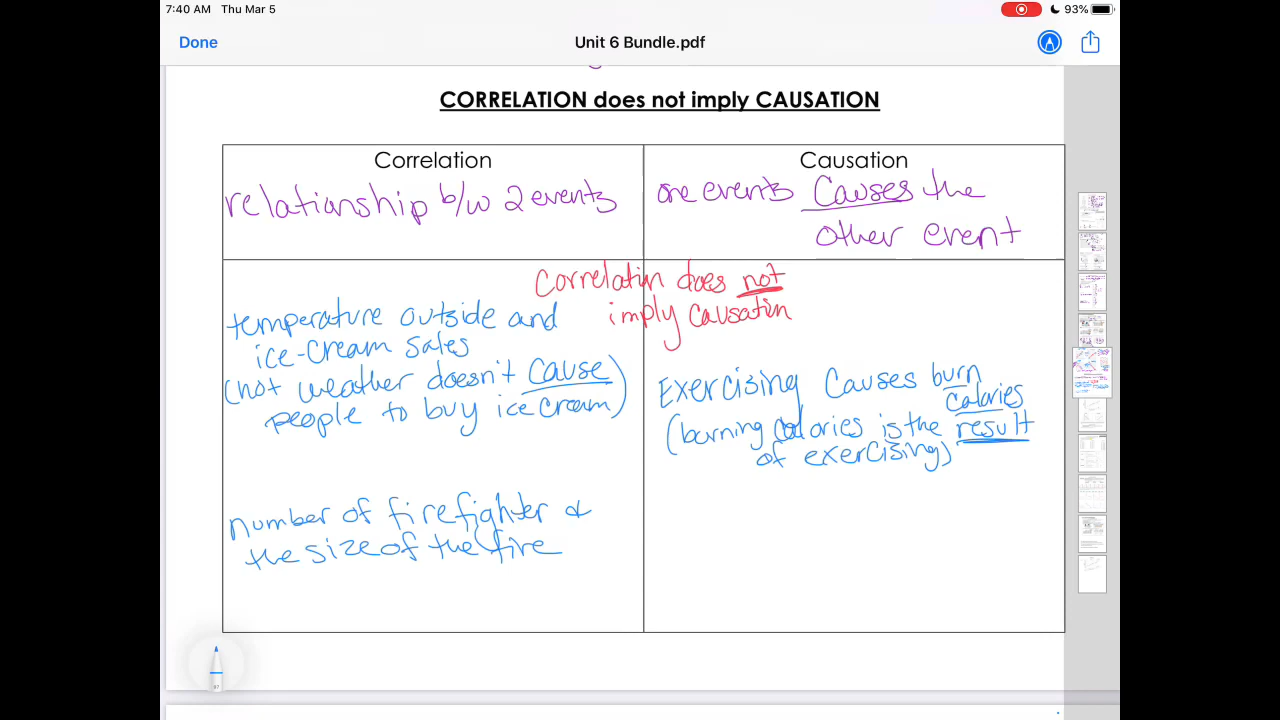 7:40 AM Thu Mar 5
93%
Done
Unit 6 Bundle.pdf
CORRELATION does not imply CAUSATION
Correlation
relationship b/w 2 events
Causation
one events Causes the
other event
Correlatin does not
imply causation
temperature outside and
ice-cream sales
(hot weather doesn't cause
people to buy ice cream)
Exercising Causes burn
calories
(burning calories is the result
of exercising)
number of firefighter &
the size of the fire
97